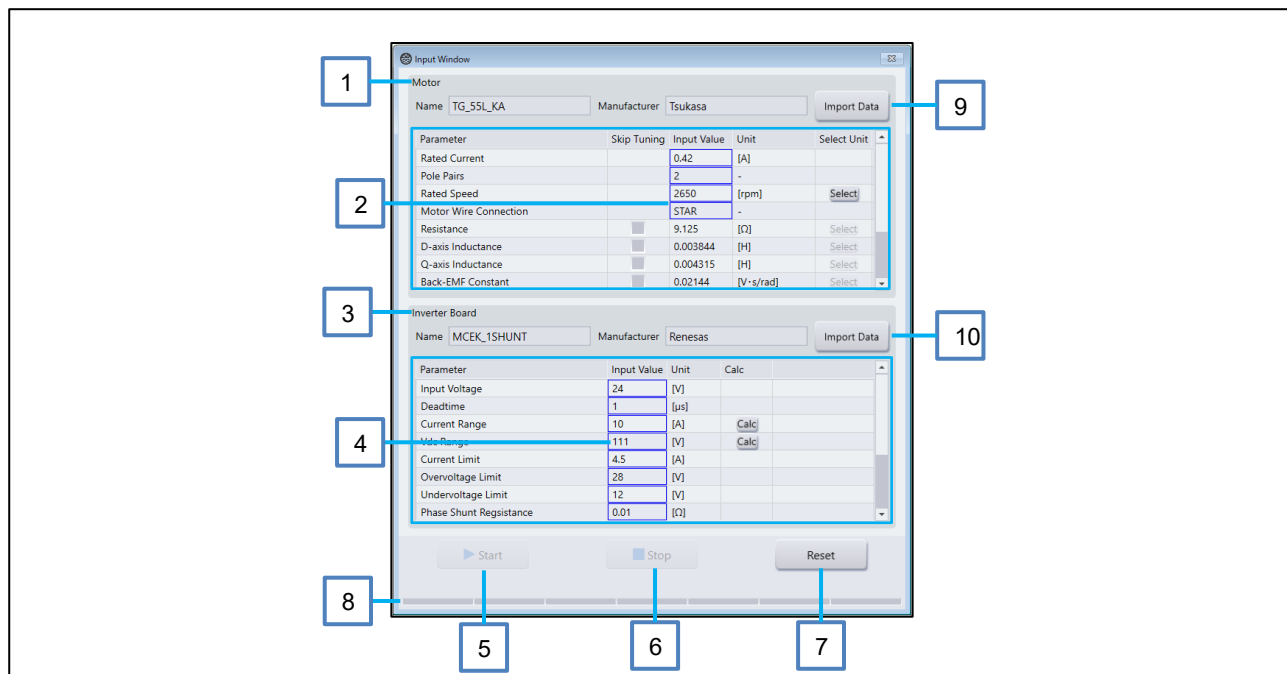 Input Window
1
Motor
Name TG_55L_KA Manufacturer Tsukasa Import Data
9
Parameter Skip Tuning Input Value Unit Select Unit
Rated Current 0.42 [A]
Pole Pairs 2 -
Rated Speed 2650 [rpm] Select
2
Motor Wire Connection STAR -
Resistance 9.125 [Ω] Select
D-axis Inductance 0.003844 [H] Select
Q-axis Inductance 0.004315 [H] Select
Back-EMF Constant 0.02144 [V·s/rad] Select
3
Inverter Board
Name MCEK_1SHUNT Manufacturer Renesas Import Data
10
Parameter Input Value Unit Calc
Input Voltage 24 [V]
Deadtime 1 [μs]
Current Range 10 [A] Calc
4
Vdc Range 111 [V] Calc
Current Limit 4.5 [A]
Overvoltage Limit 28 [V]
Undervoltage Limit 12 [V]
Phase Shunt Regsistance 0.01 [Ω]
Start Stop Reset
8
5 6 7